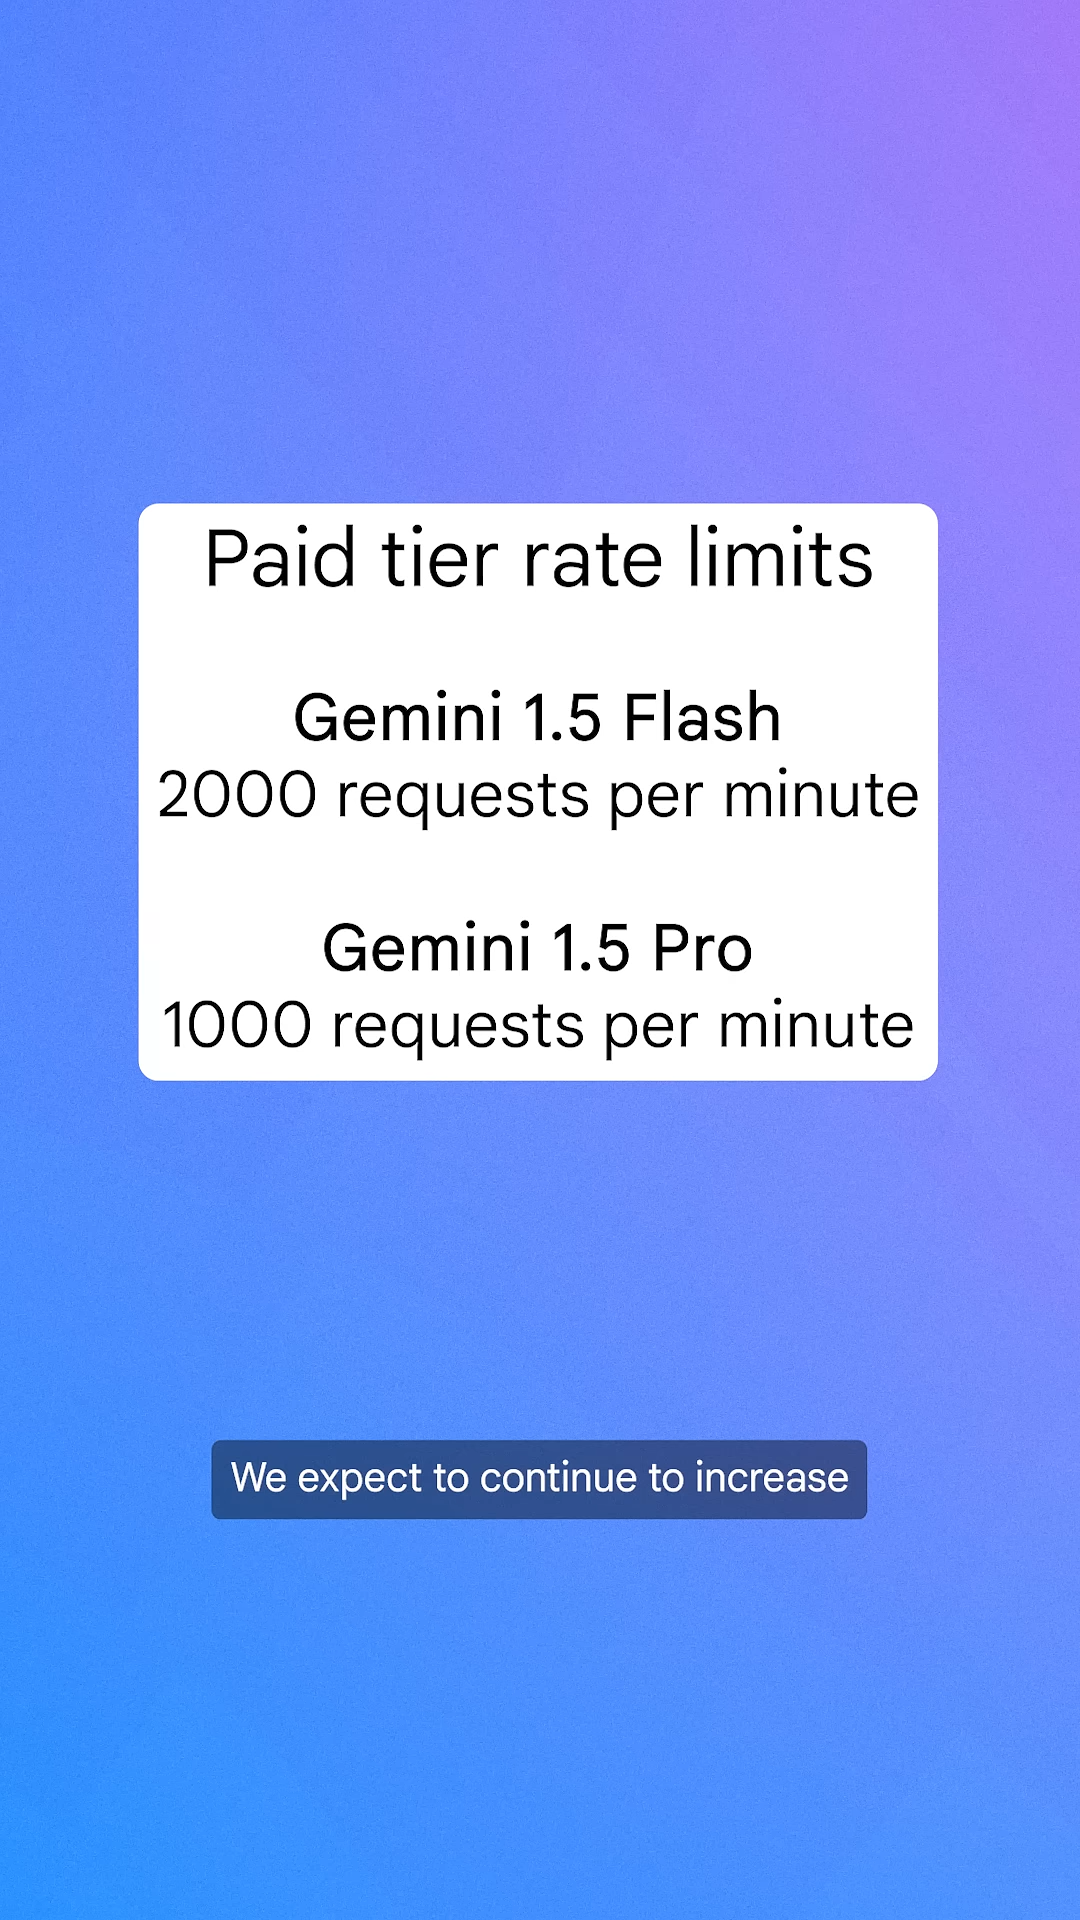 Paid tier rate limits
Gemini 1.5 Flash
2000 requests per minute
Gemini 1.5 Pro
1000 requests per minute
We expect to continue to increase